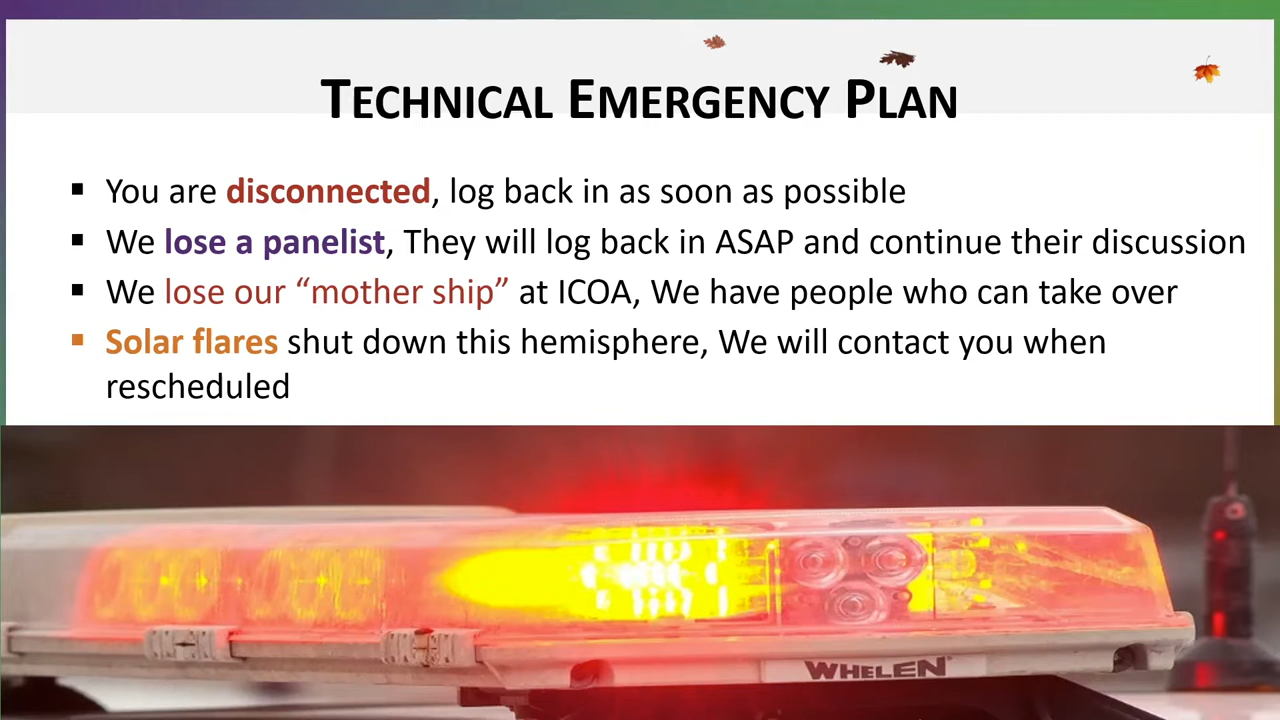 TECHNICAL EMERGENCY PLAN
▪ You are disconnected, log back in as soon as possible
▪ We lose a panelist, They will log back in ASAP and continue their discussion
▪ We lose our “mother ship” at ICOA, We have people who can take over
▪ Solar flares shut down this hemisphere, We will contact you when
rescheduled
WHELEN